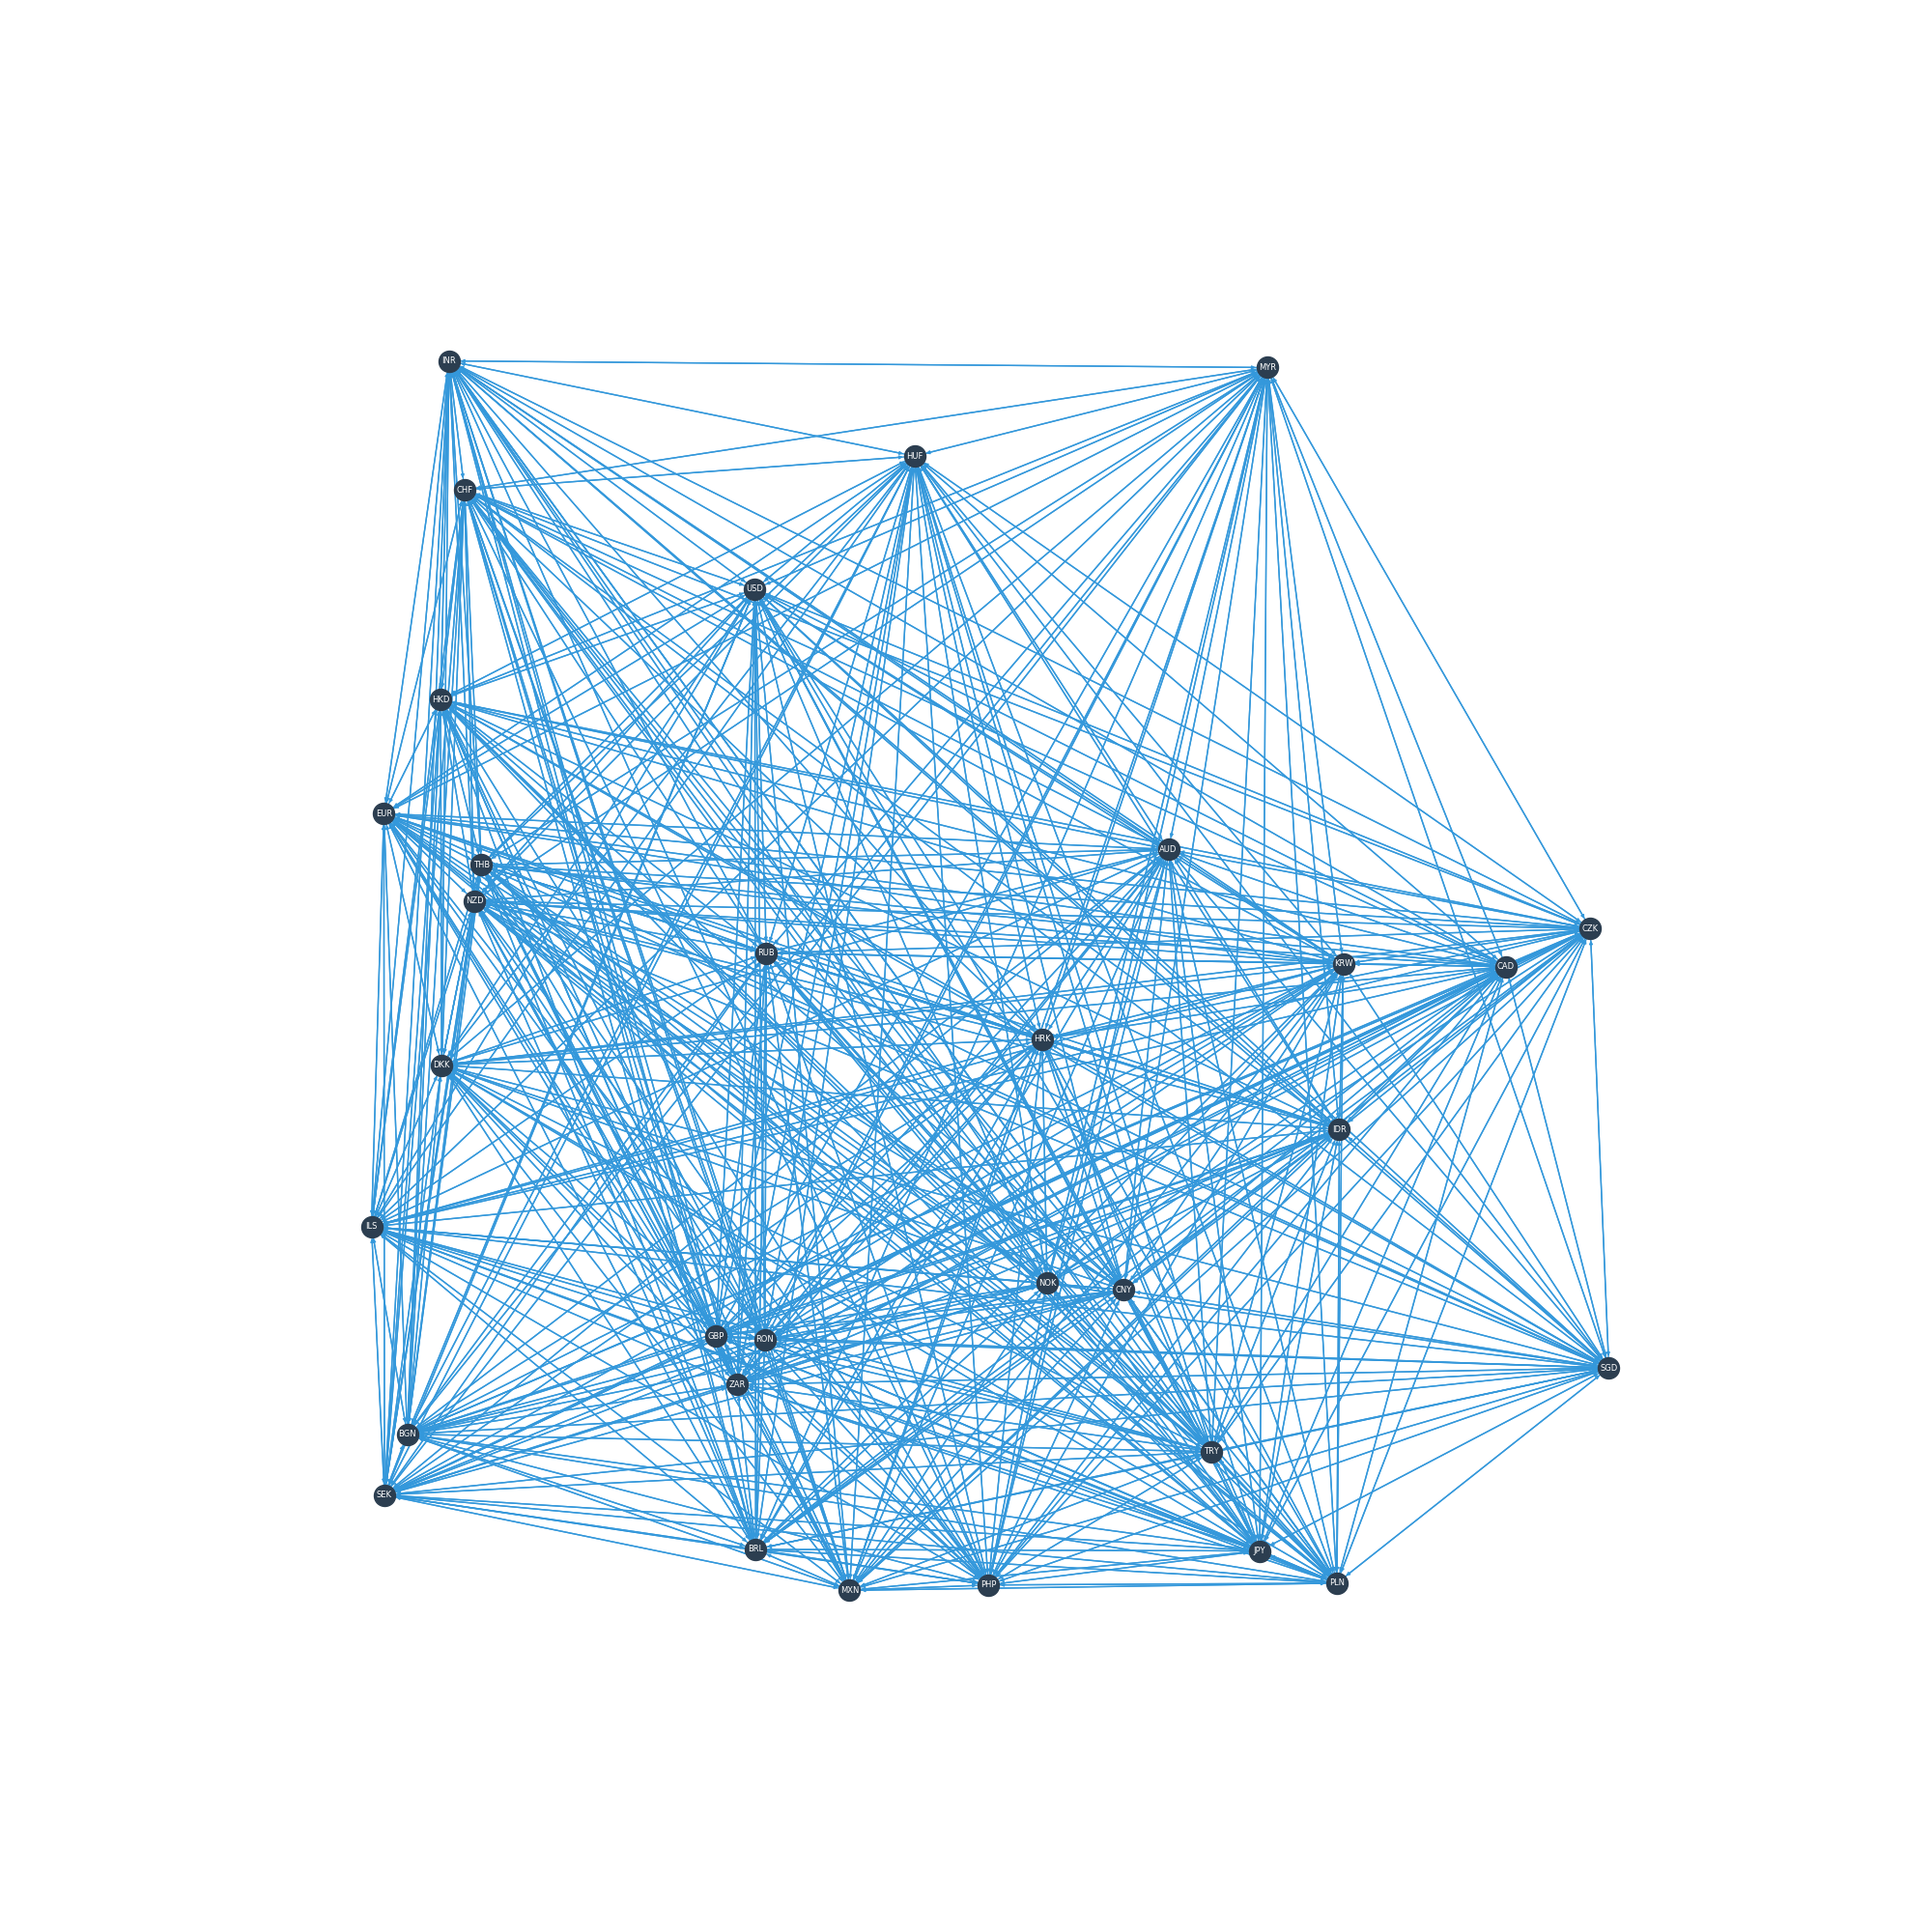 INR
MYR
HUF
CHF
USD
HKD
EUR
AUD
THB
NZD
CZK
RUB
KRW
CAD
HRK
DKK
IDR
ILS
NOK
CNY
GBP
RON
SGD
ZAR
BGN
TRY
SEK
BRL
JPY
PLN
PHP
MXN